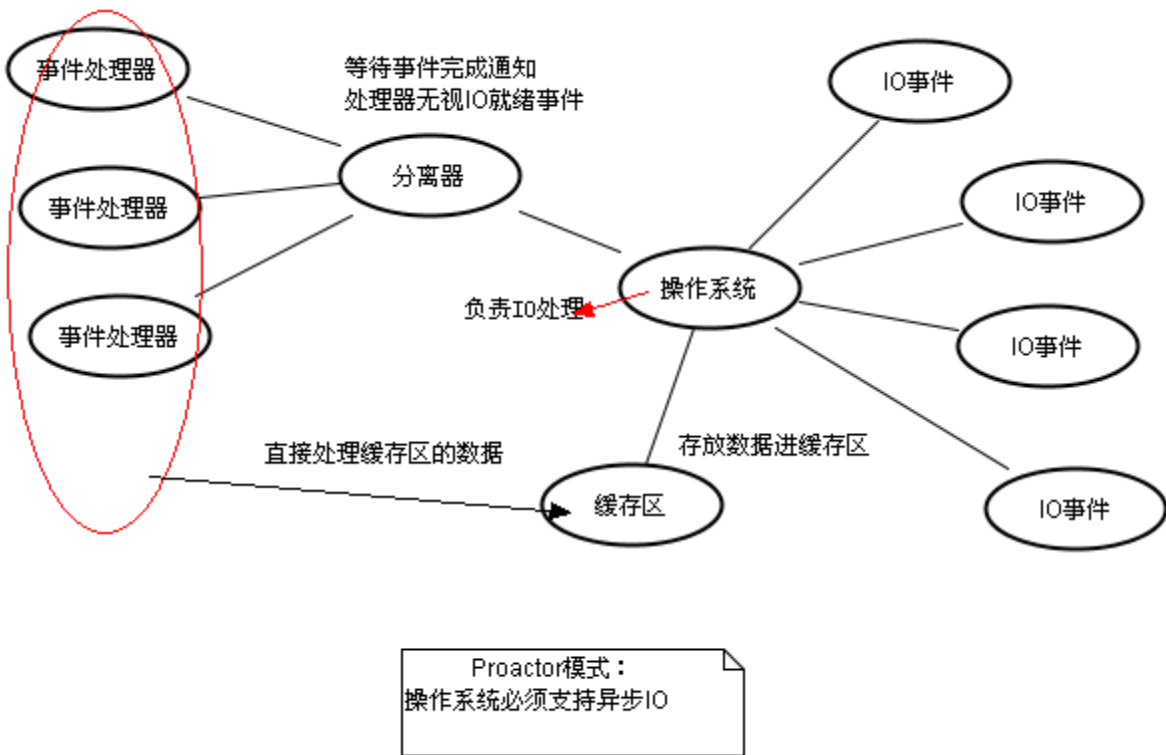 事件处理器
等待事件完成通知
处理器无视IO就绪事件
IO事件
分离器
事件处理器
IO事件
操作系统
负责IO处理
事件处理器
IO事件
直接处理缓存区的数据
存放数据进缓存区
缓存区
IO事件
Proactor模式：
操作系统必须支持异步IO